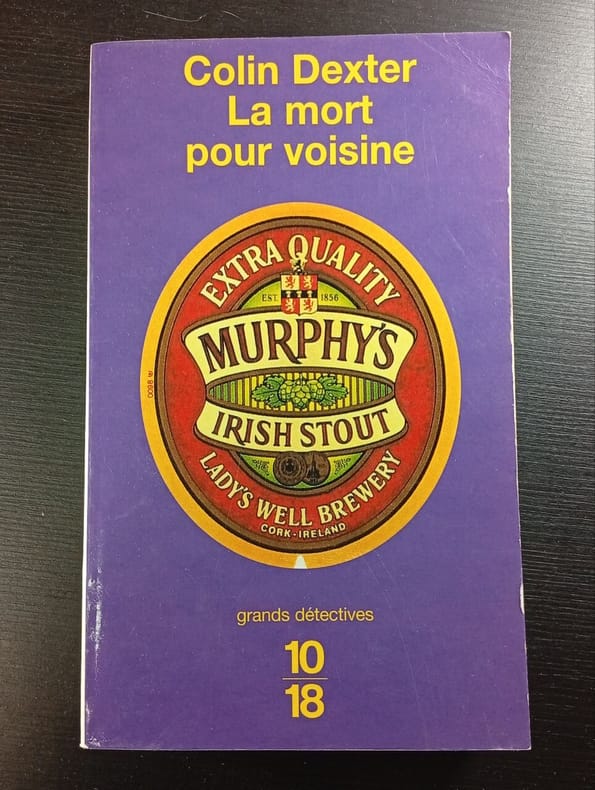 Colin Dexter
La mort
pour voisine
EXTRA QUALITY
EST. 1856
MURPHY'S
IRISH STOUT
LADY'S WELL BREWERY
CORK - IRELAND
0098
grands détectives
10
18